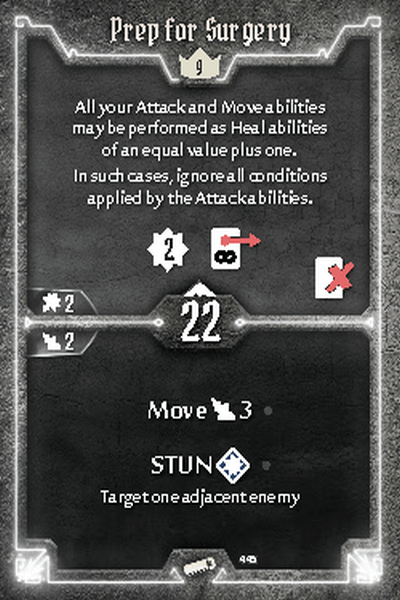 Prep for Surgery
9
All your Attack and Move abilities
may be performed as Heal abilities
of an equal value plus one.
In such cases, ignore all conditions
applied by the Attack abilities.
2
2
22
2
Move 3
STUN
Target one adjacent enemy